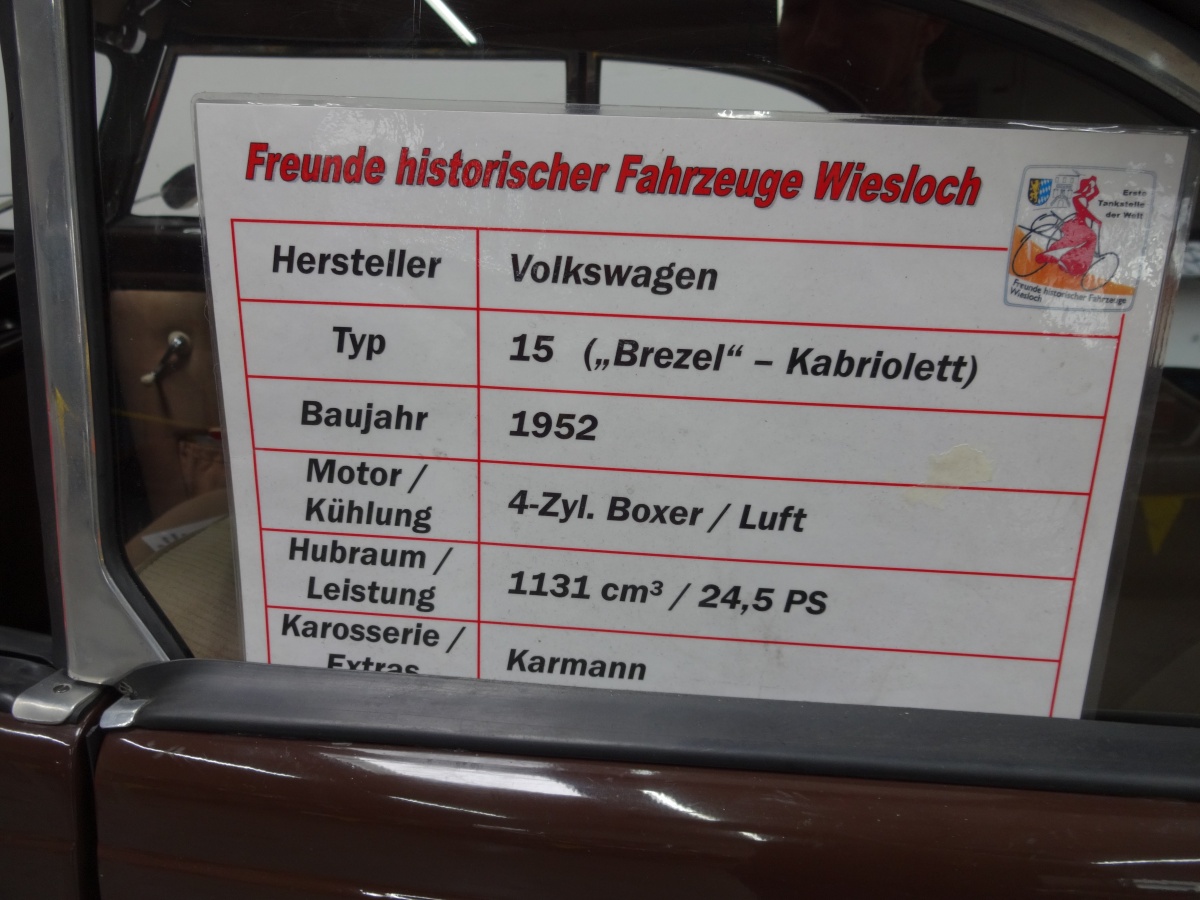 Freunde historischer Fahrzeuge Wiesloch
Erste
Tankstelle
der Welt
Freunde historischer Fahrzeuge
Wiesloch
Hersteller
Volkswagen
Typ
15 („Brezel“ – Kabriolett)
Baujahr
1952
Motor /
Kühlung
4-Zyl. Boxer / Luft
Hubraum /
Leistung
1131 cm³ / 24,5 PS
Karosserie /
Extras
Karmann